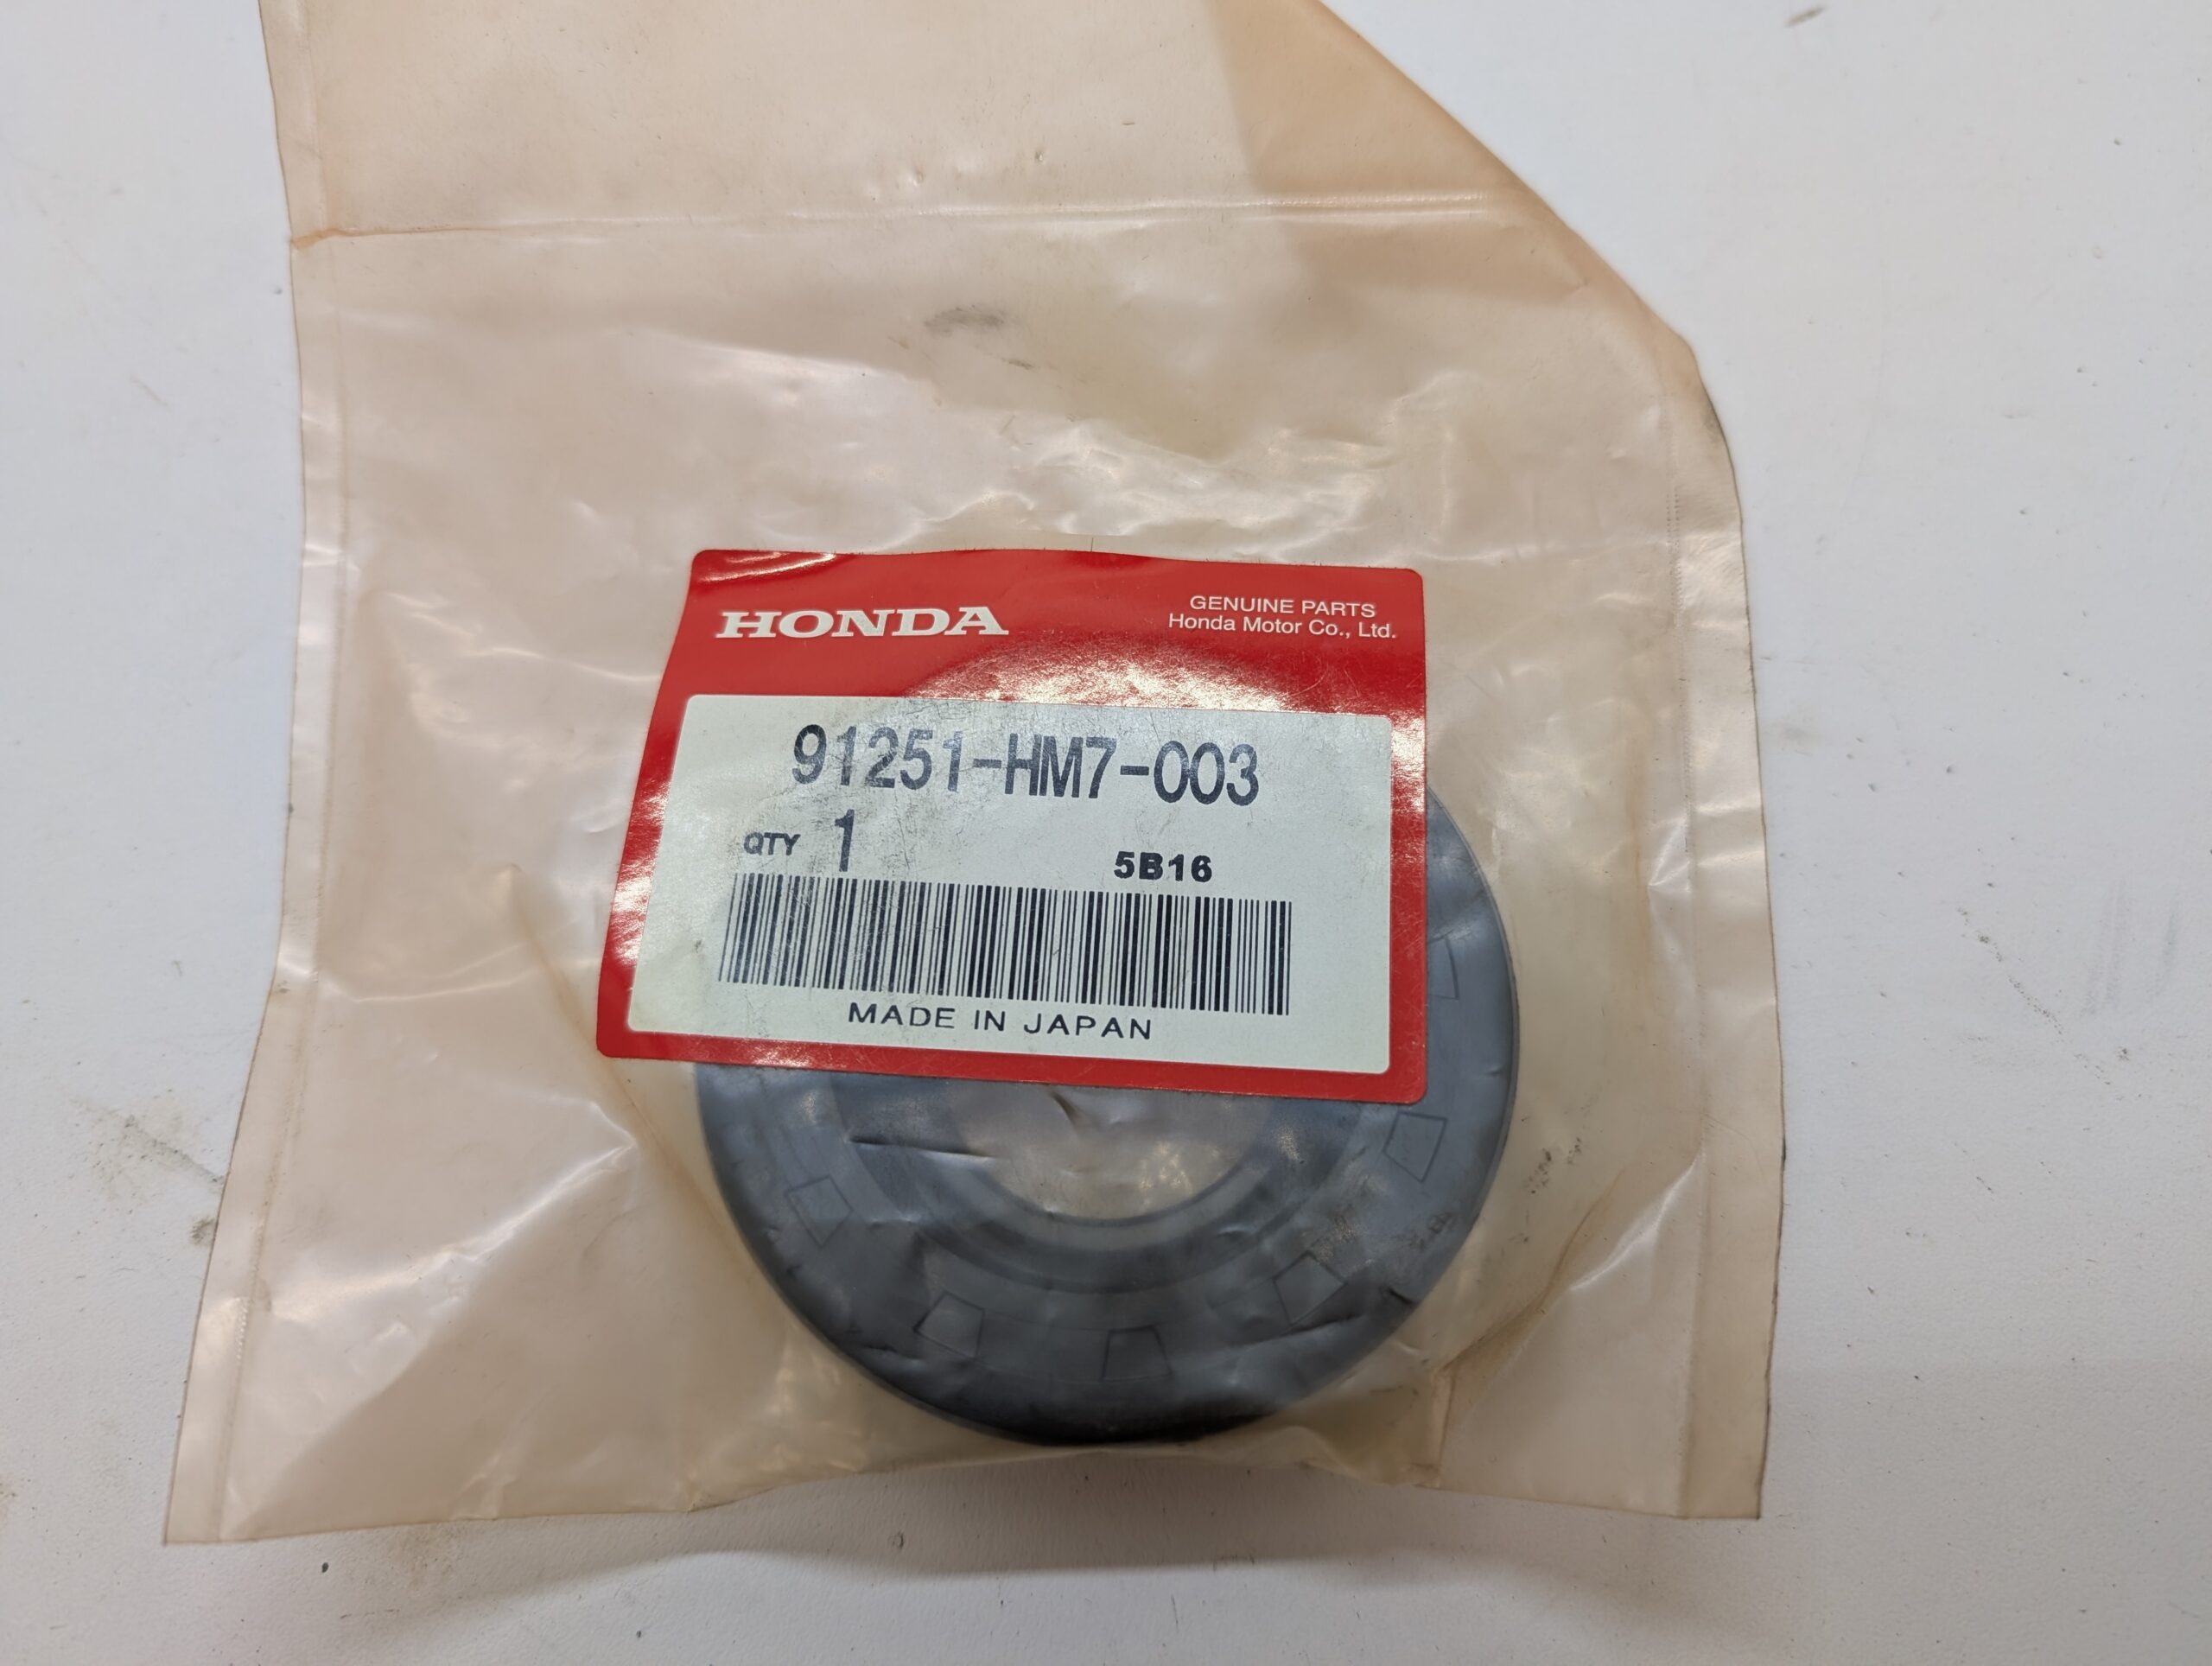 HONDA
GENUINE PARTS
Honda Motor Co., Ltd.
91251-HM7-003
QTY 1
5B16
MADE IN JAPAN